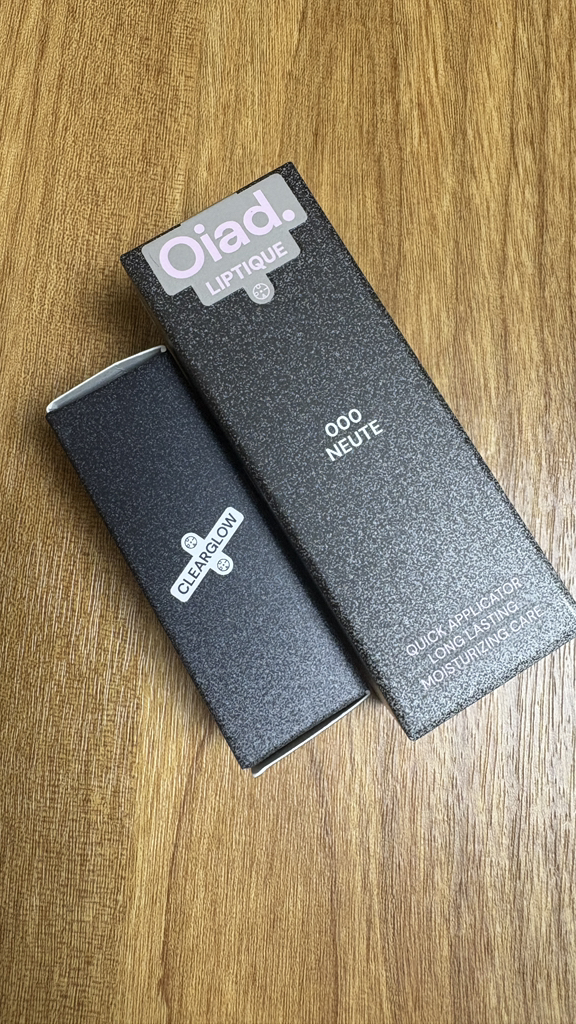 Oiad.
LIPTIQUE
000
NEUTE
QUICK APPLICATOR
LONG LASTING
MOISTURIZING CARE
CLEARGLOW